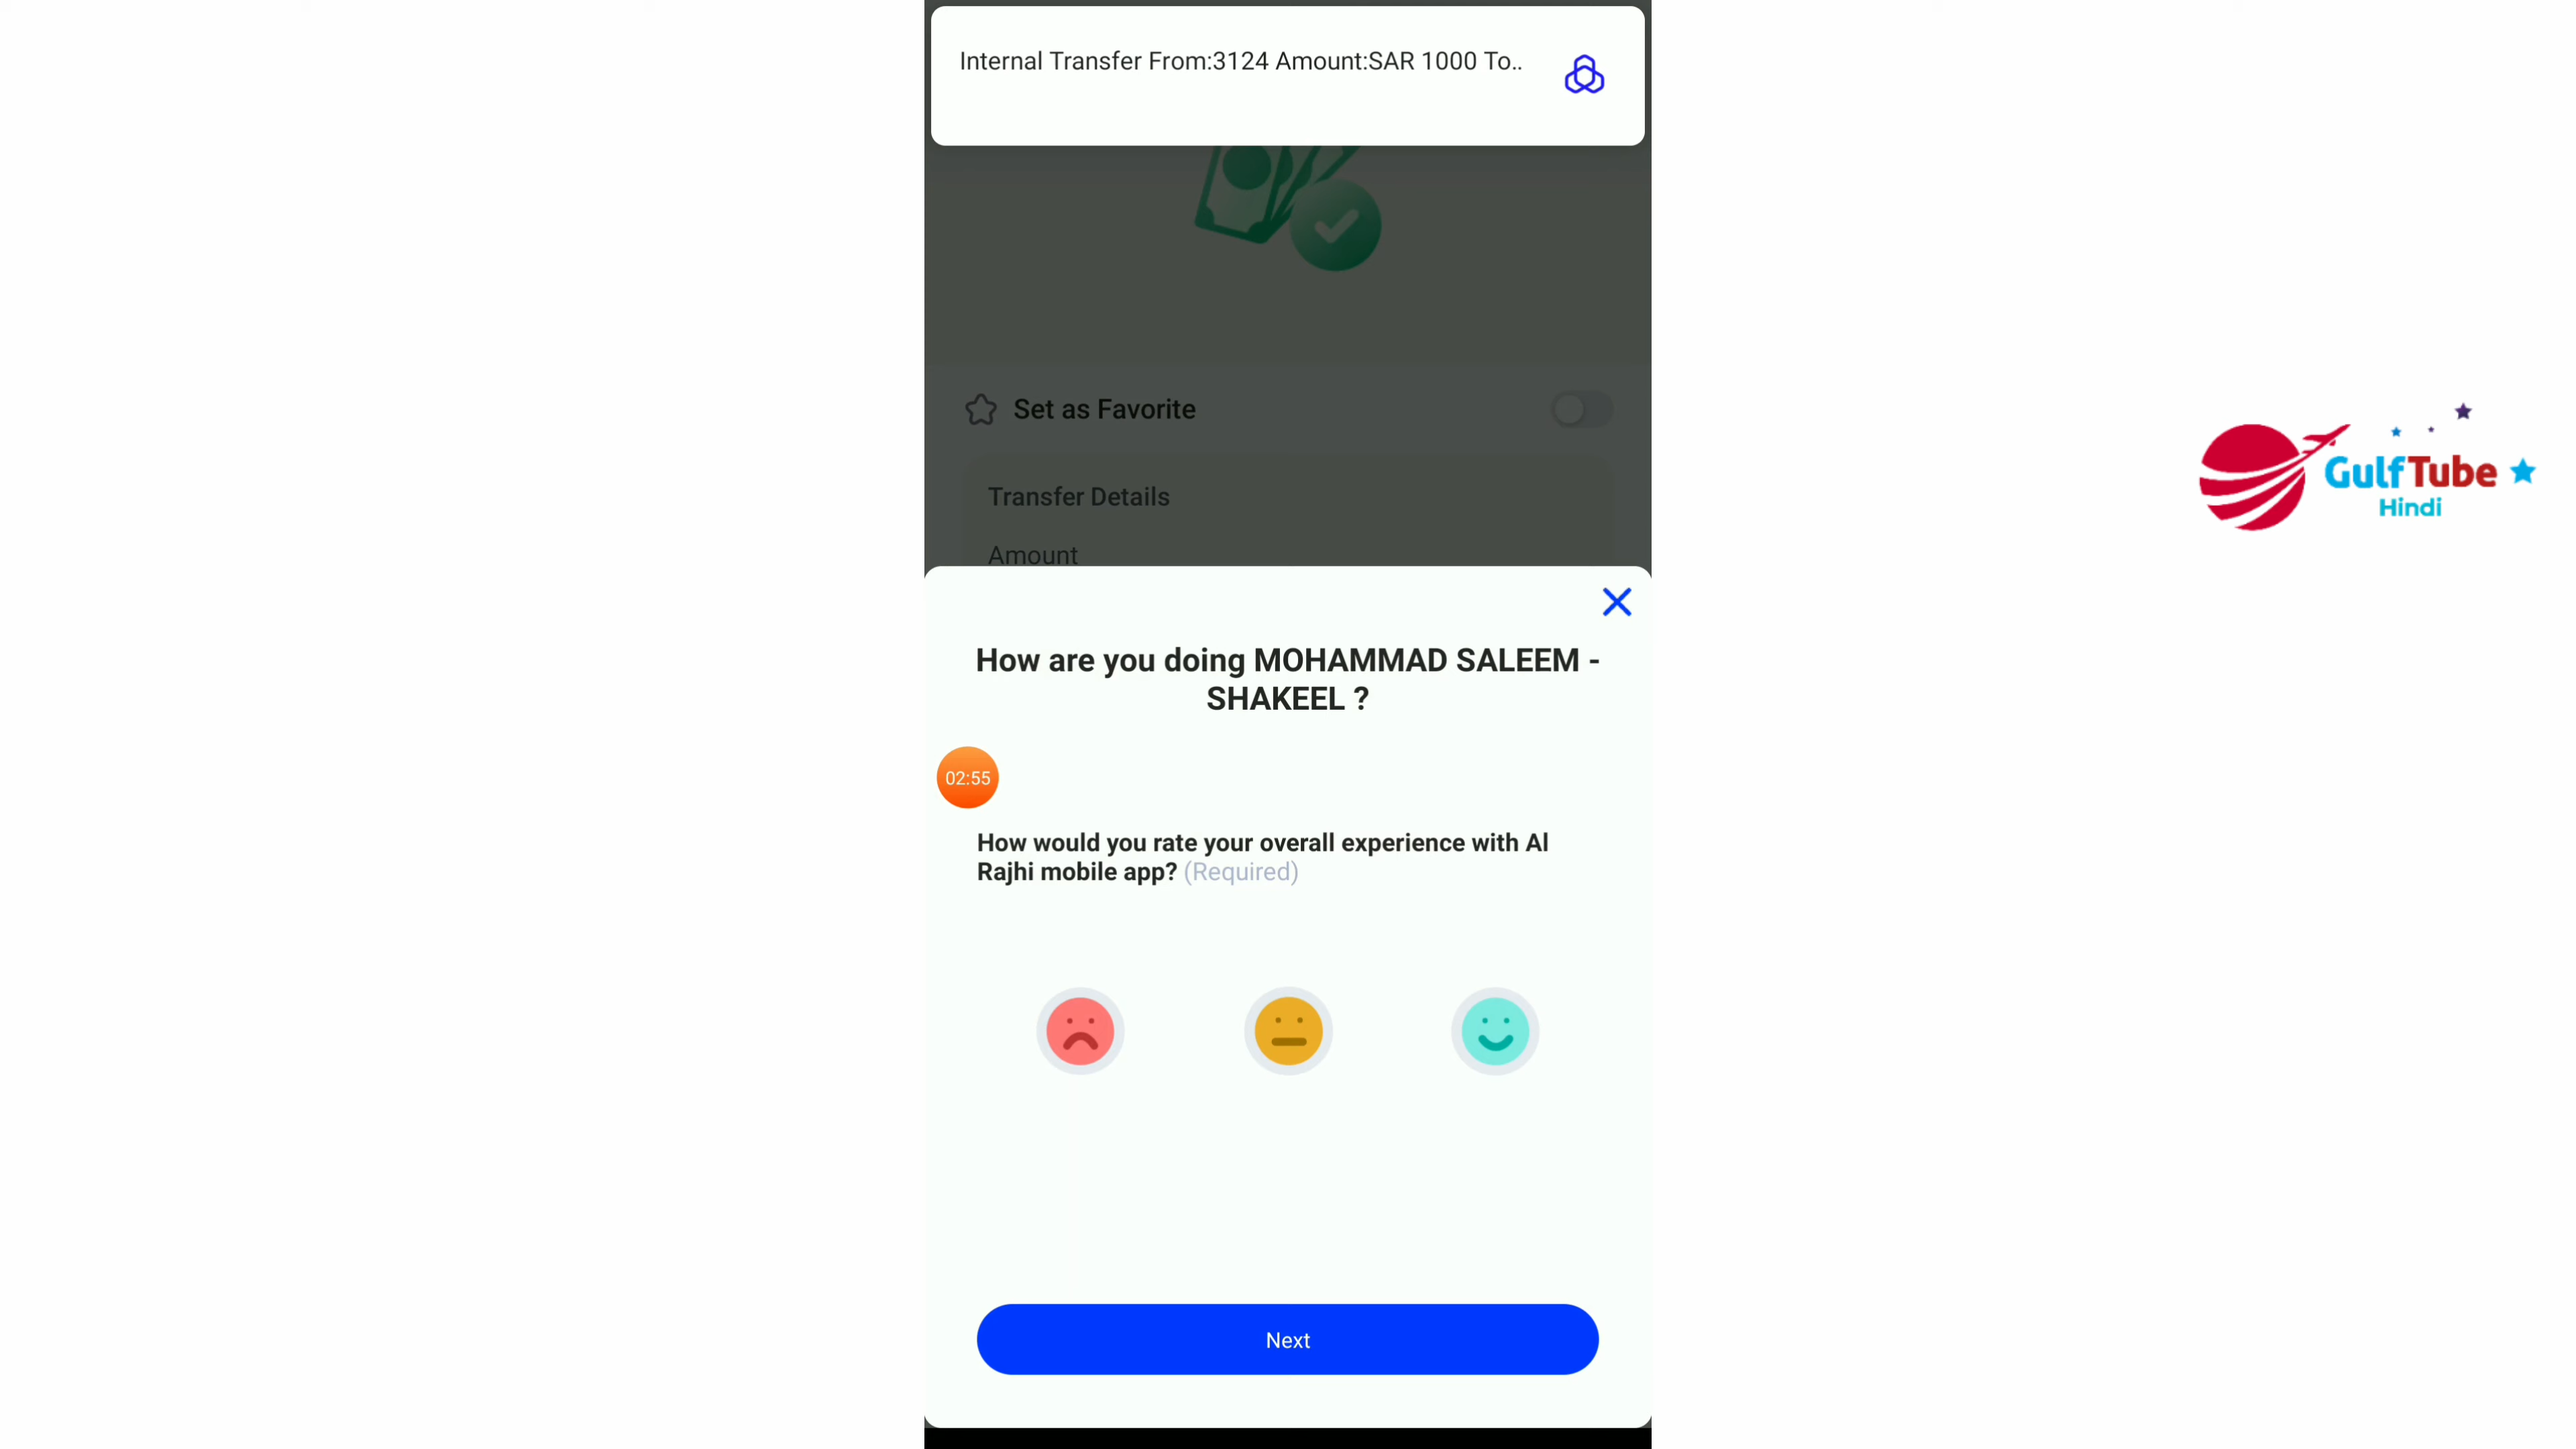 Internal Transfer From:3124 Amount:SAR 1000 To..
Set as Favorite
Transfer Details
Amount
How are you doing MOHAMMAD SALEEM -
SHAKEEL ?
02:55
How would you rate your overall experience with Al
Rajhi mobile app? (Required)
Next
GulfTube
Hindi